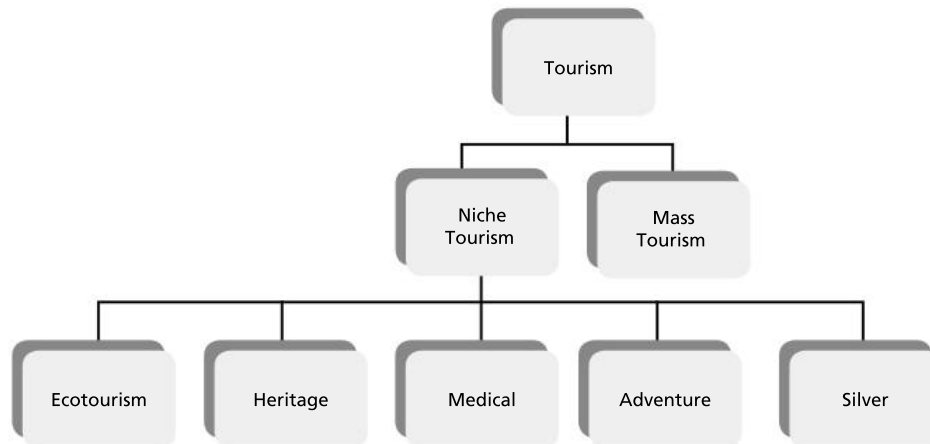 Tourism
Niche
Tourism
Mass
Tourism
Ecotourism
Heritage
Medical
Adventure
Silver